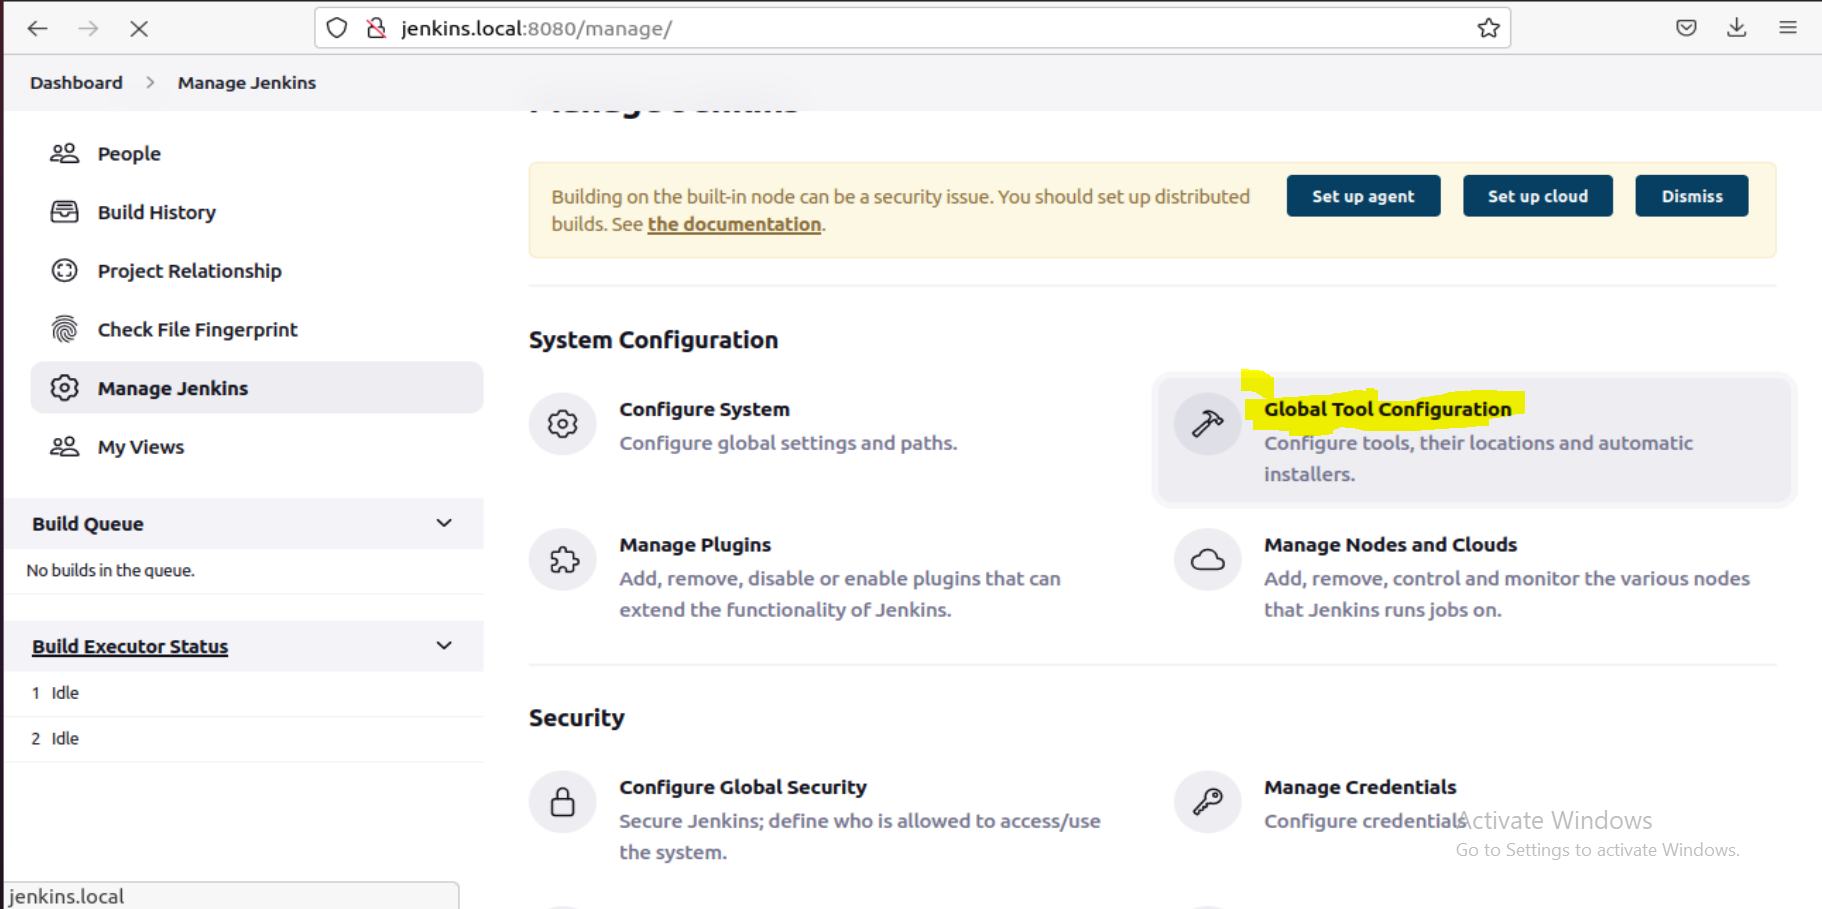 jenkins.local:8080/manage/
Dashboard
Manage Jenkins
Manage Jenkins
People
Build History
Project Relationship
Check File Fingerprint
Manage Jenkins
My Views
Build Queue
No builds in the queue.
Build Executor Status
1 Idle
2 Idle
Building on the built-in node can be a security issue. You should set up distributed
builds. See the documentation.
Set up agent
Set up cloud
Dismiss
System Configuration
Configure System
Configure global settings and paths.
Global Tool Configuration
Configure tools, their locations and automatic
installers.
Manage Plugins
Add, remove, disable or enable plugins that can
extend the functionality of Jenkins.
Manage Nodes and Clouds
Add, remove, control and monitor the various nodes
that Jenkins runs jobs on.
Security
Configure Global Security
Secure Jenkins; define who is allowed to access/use
the system.
Manage Credentials
Configure credentials
Activate Windows
Go to Settings to activate Windows.
jenkins.local